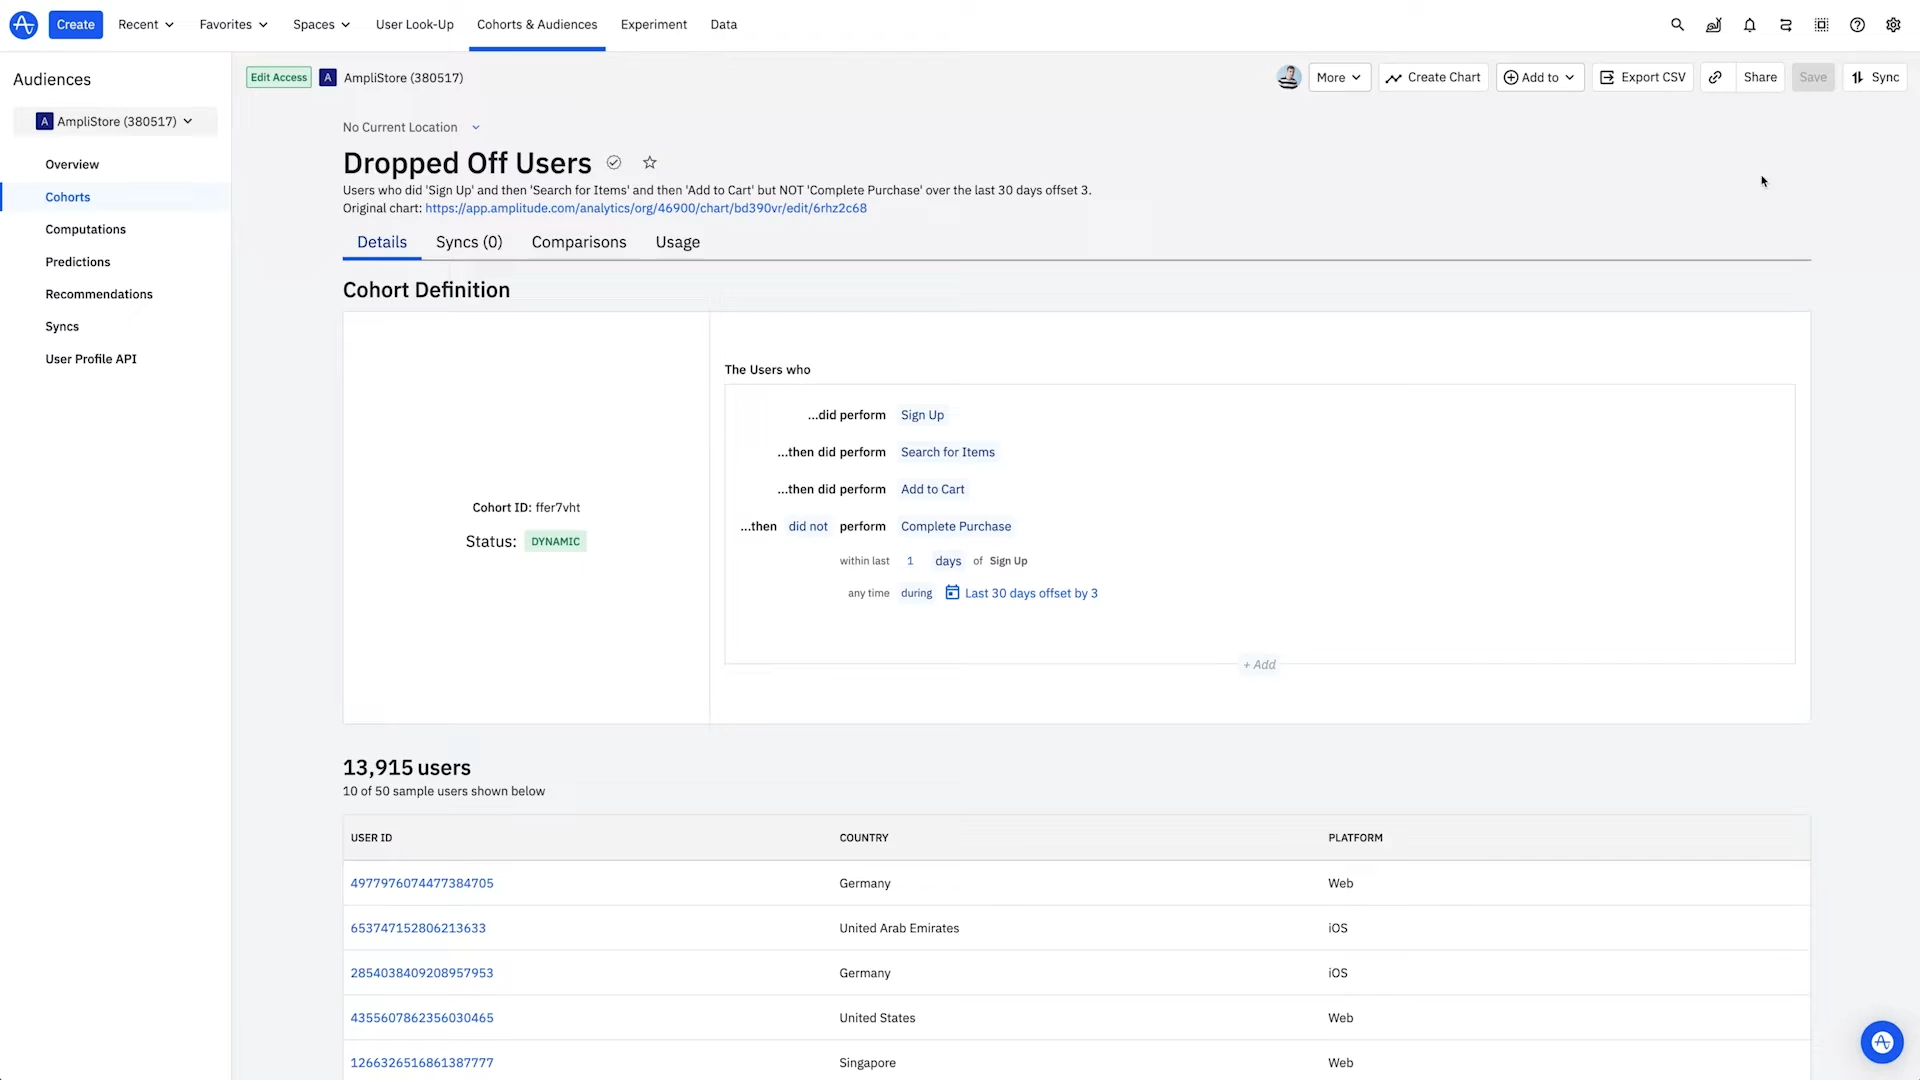 Create Recent Favorites Spaces User Look-Up Cohorts & Audiences Experiment Data
Audiences
A AmpliStore (380517)
Overview
Cohorts
Computations
Predictions
Recommendations
Syncs
User Profile API
Edit Access A AmpliStore (380517)
More Create Chart Add to Export CSV Share Save Sync
No Current Location
Dropped Off Users
Users who did 'Sign Up' and then 'Search for Items' and then 'Add to Cart' but NOT 'Complete Purchase' over the last 30 days offset 3.
Original chart: https://app.amplitude.com/analytics/org/46900/chart/bd390vr/edit/6rhz2c68
Details Syncs (0) Comparisons Usage
Cohort Definition
Cohort ID: ffer7vht
Status: DYNAMIC
The Users who
...did perform Sign Up
...then did perform Search for Items
...then did perform Add to Cart
...then did not perform Complete Purchase
within last 1 days of Sign Up
any time during Last 30 days offset by 3
+ Add
13,915 users
10 of 50 sample users shown below
USER ID COUNTRY PLATFORM
4977976074477384705 Germany Web
653747152806213633 United Arab Emirates iOS
2854038409208957953 Germany iOS
4355607862356030465 United States Web
1266326516861387777 Singapore Web